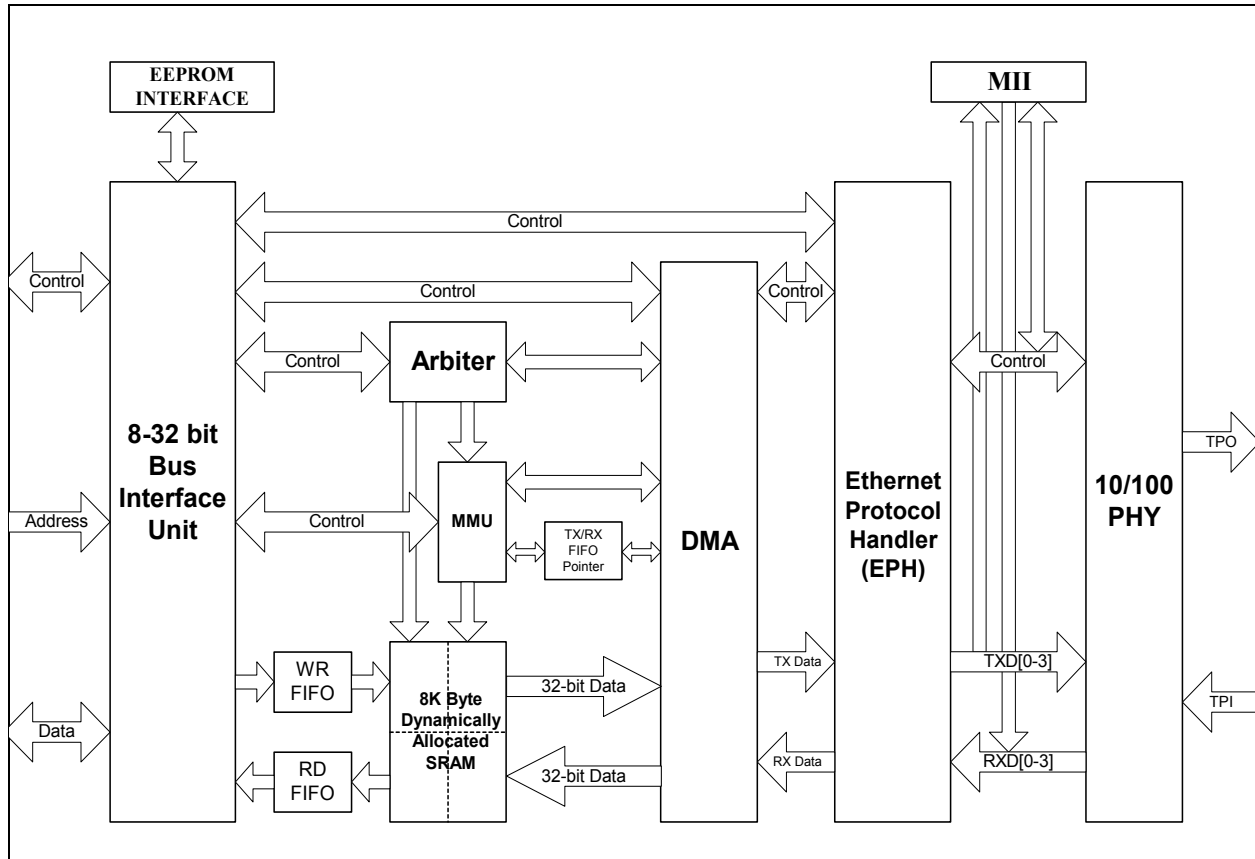 EEPROM
INTERFACE
MII
Control
Control
Control
Control
Control
Arbiter
Control
8-32 bit
Bus
Interface
Unit
Address
Control
MMU
TX/RX
FIFO
Pointer
DMA
Ethernet
Protocol
Handler
(EPH)
10/100
PHY
TPO
WR
FIFO
8K Byte
Dynamically
Allocated
SRAM
32-bit Data
TX Data
TXD[0-3]
TPI
Data
RD
FIFO
32-bit Data
RX Data
RXD[0-3]